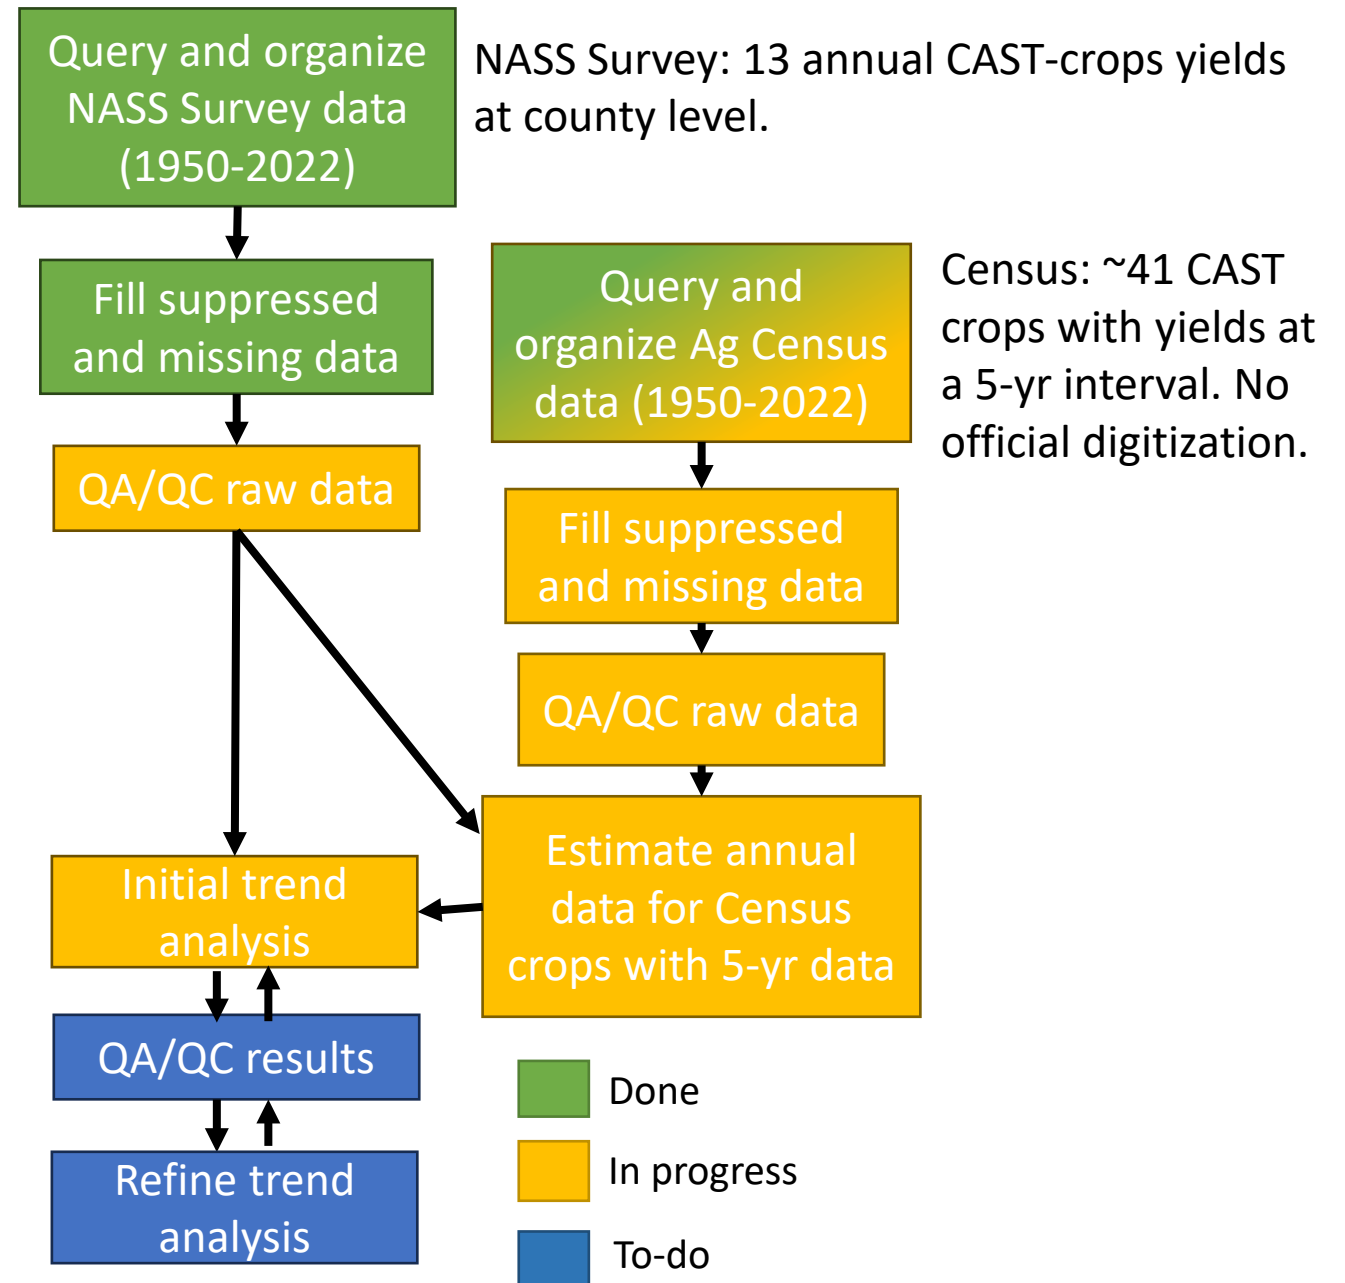 Query and organize
NASS Survey data
(1950-2022)
NASS Survey: 13 annual CAST-crops yields
at county level.
Fill suppressed
and missing data
Query and
organize Ag Census
data (1950-2022)
Census: ~41 CAST
crops with yields at
a 5-yr interval. No
official digitization.
QA/QC raw data
Fill suppressed
and missing data
QA/QC raw data
Estimate annual
data for Census
crops with 5-yr data
Initial trend
analysis
QA/QC results
Refine trend
analysis
Done
In progress
To-do